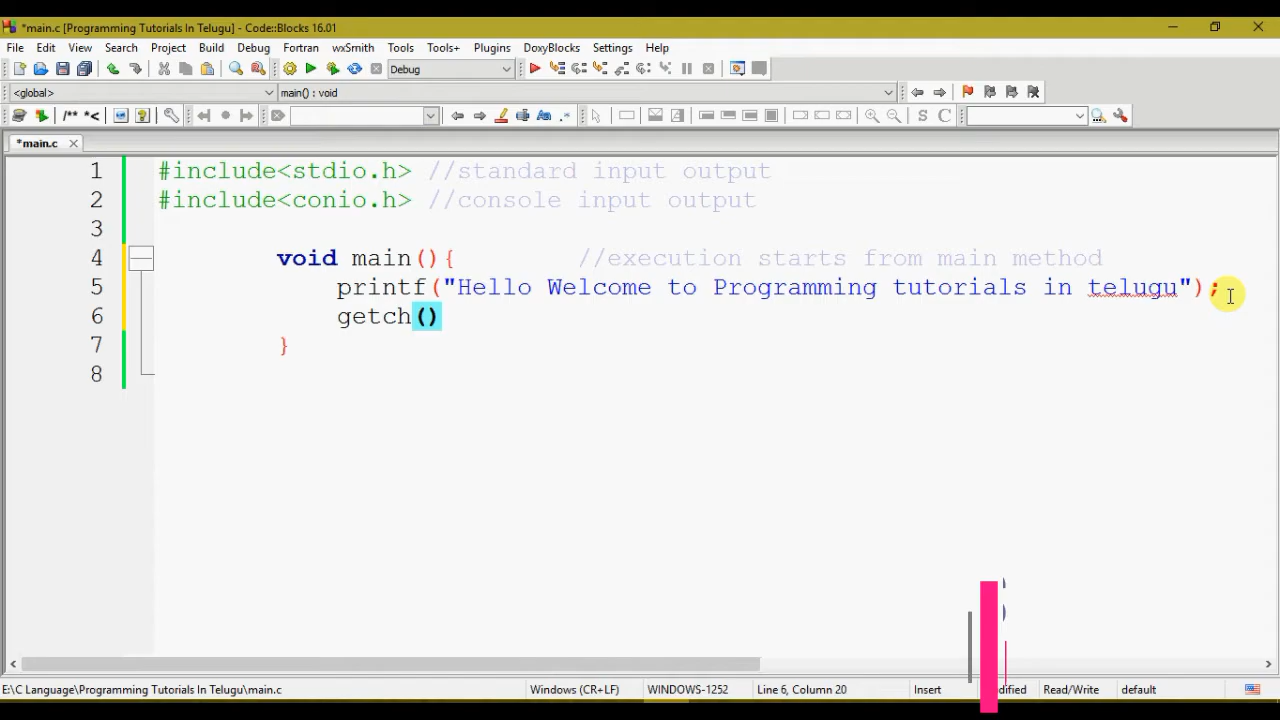 *main.c [Programming Tutorials In Telugu] - Code::Blocks 16.01
File Edit View Search Project Build Debug Fortran wxSmith Tools Tools+ Plugins DoxyBlocks Settings Help
Debug
<global> main() : void
/** *<
S C
*main.c
1 #include<stdio.h> //standard input output
2 #include<conio.h> //console input output
3
4 void main(){ //execution starts from main method
5 printf("Hello Welcome to Programming tutorials in telugu");
6 getch()
7 }
8
E:\C Language\Programming Tutorials In Telugu\main.c Windows (CR+LF) WINDOWS-1252 Line 6, Column 20 Insert Read/Write default